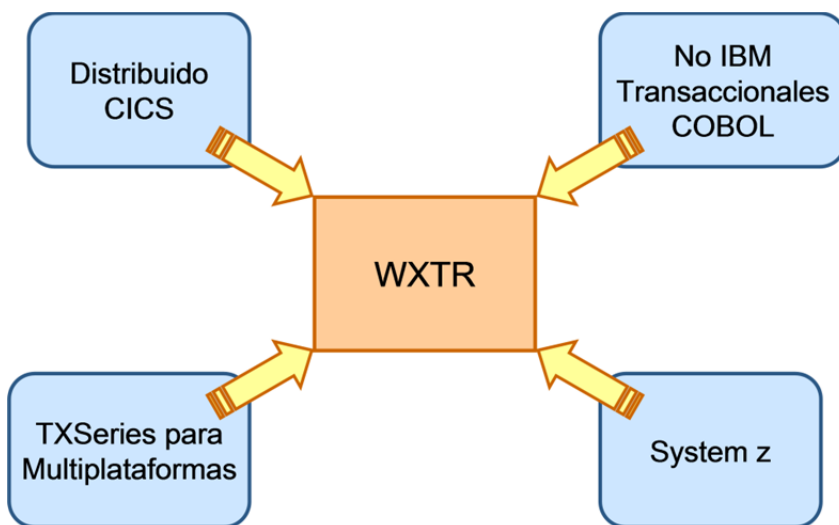 Distribuido
CICS
No IBM
Transaccionales
COBOL
WXTR
TXSeries para
Multiplataformas
System z